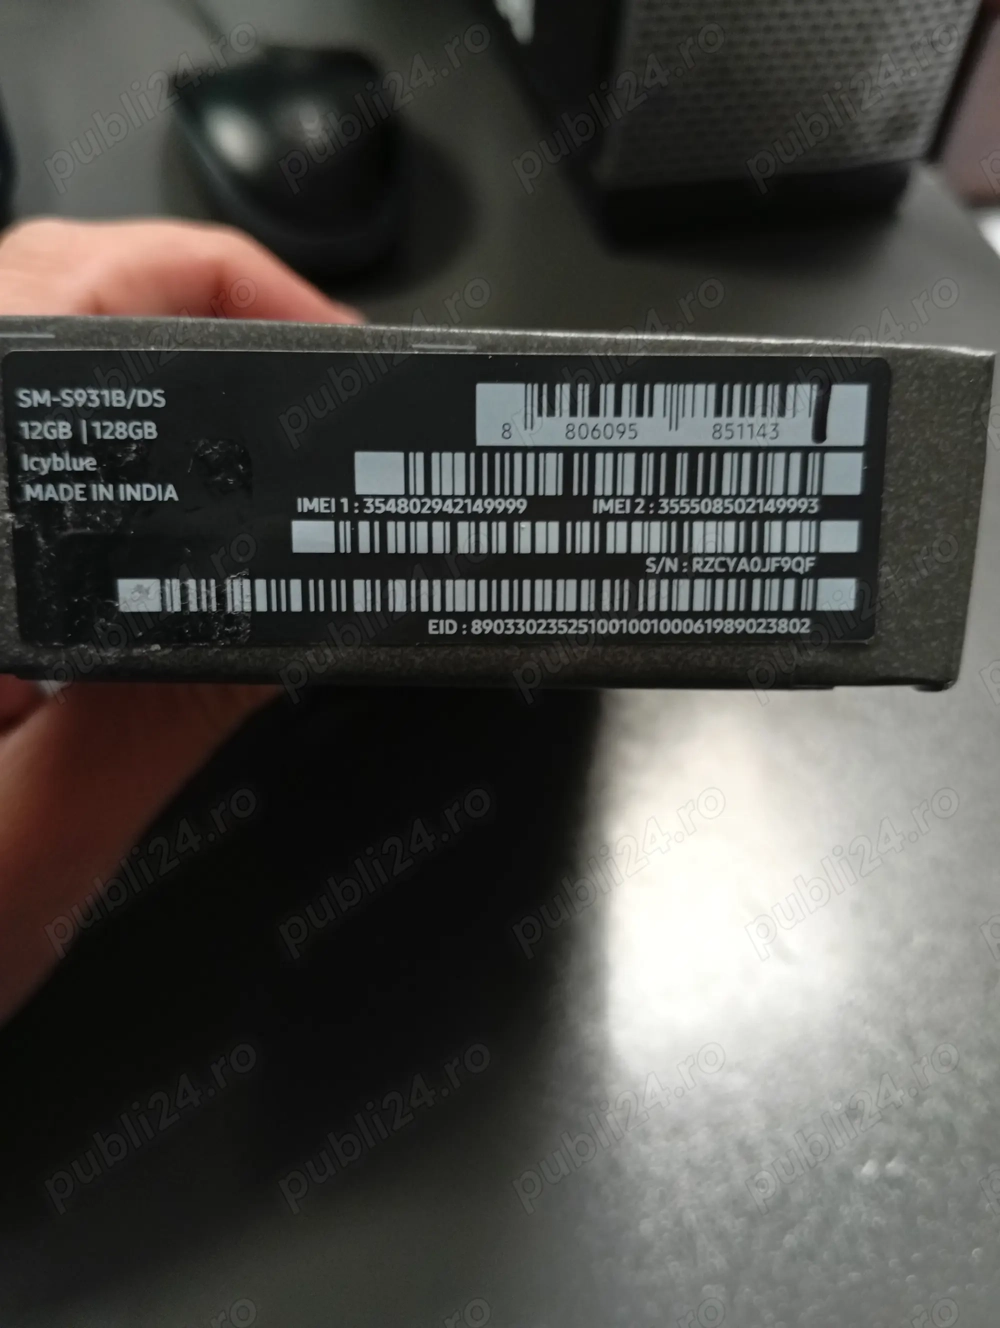 SM-S931B/DS
12GB | 128GB
Icyblue
MADE IN INDIA
8 806095 851143
IMEI 1 : 354802942149999 IMEI 2 : 355508502149993
S/N : RZCYA0JF9QF
EID : 89033023525100100100061989023802
publi24.ro